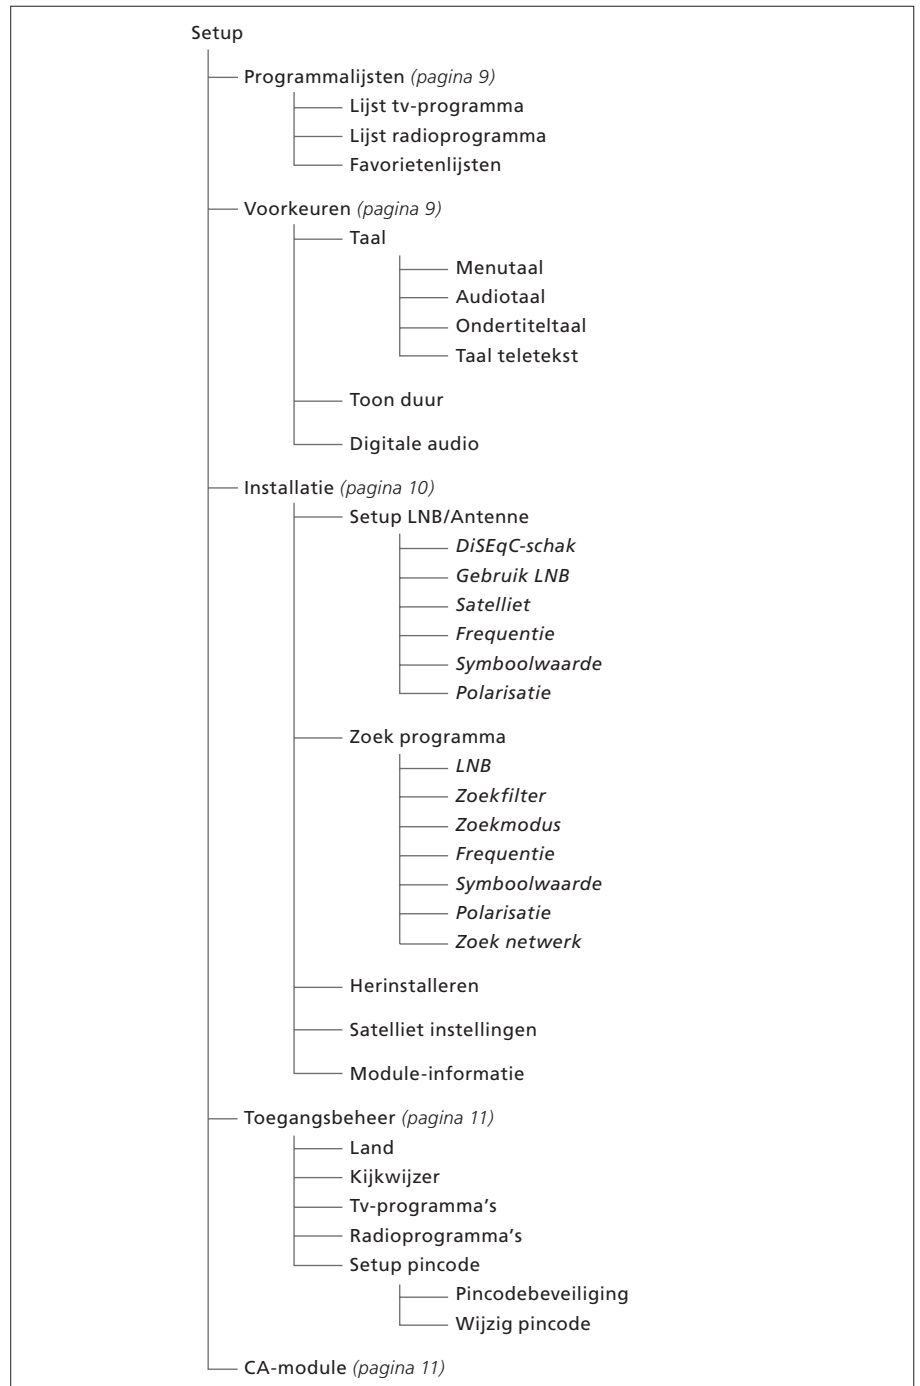 Setup
Programmalijsten (pagina 9)
Lijst tv-programma
Lijst radioprogramma
Favorietenlijsten
Voorkeuren (pagina 9)
Taal
Menutaal
Audiotaal
Ondertiteltaal
Taal teletekst
Toon duur
Digitale audio
Installatie (pagina 10)
Setup LNB/Antenne
DiSEqC-schak
Gebruik LNB
Satelliet
Frequentie
Symboolwaarde
Polarisatie
Zoek programma
LNB
Zoekfilter
Zoekmodus
Frequentie
Symboolwaarde
Polarisatie
Zoek netwerk
Herinstalleren
Satelliet instellingen
Module-informatie
Toegangsbeheer (pagina 11)
Land
Kijkwijzer
Tv-programma’s
Radioprogramma’s
Setup pincode
Pincodebeveiliging
Wijzig pincode
CA-module (pagina 11)